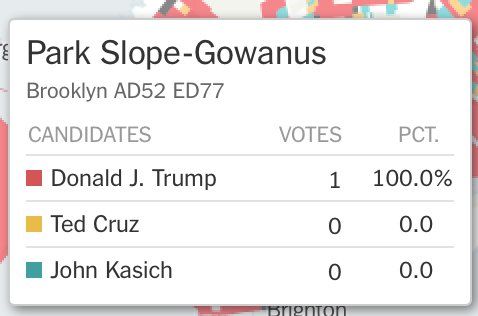 Park Slope-Gowanus
Brooklyn AD52 ED77
CANDIDATES VOTES PCT.
Donald J. Trump 1 100.0%
Ted Cruz 0 0.0
John Kasich 0 0.0
Brighton